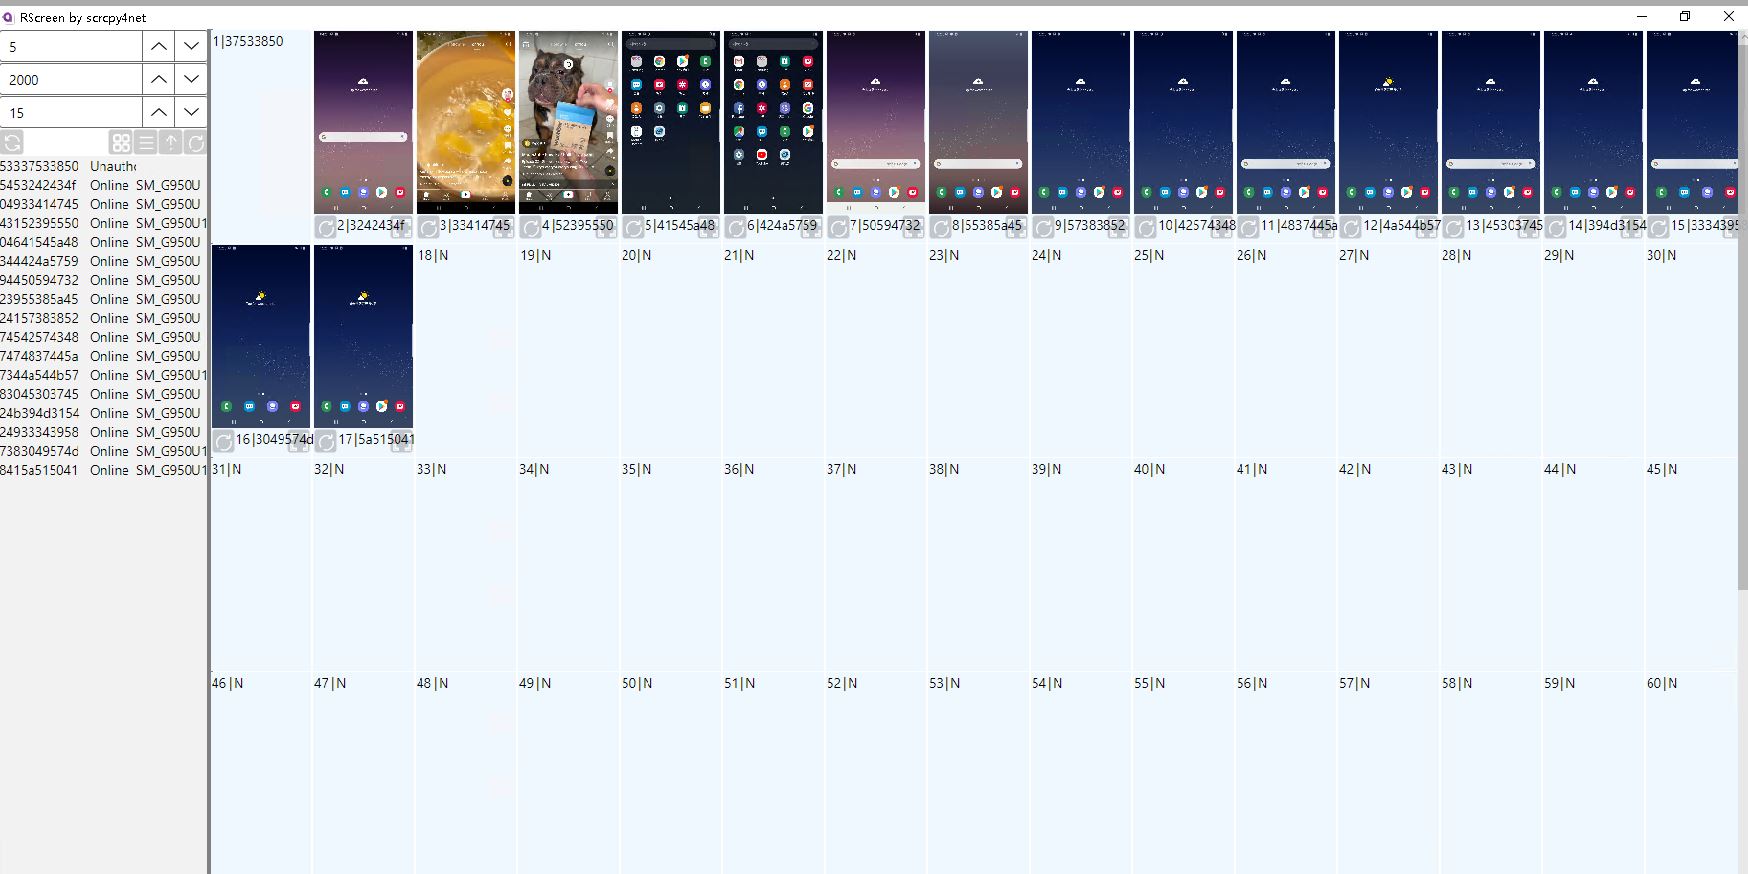 RScreen by scrcpy4net
5
2000
15
53337533850 Unauthc
5453242434f Online SM_G950U
04933414745 Online SM_G950U
43152395550 Online SM_G950U1
04641545a48 Online SM_G950U
344424a5759 Online SM_G950U
94450594732 Online SM_G950U
23955385a45 Online SM_G950U
24157383852 Online SM_G950U
74542574348 Online SM_G950U
7474837445a Online SM_G950U
7344a544b57 Online SM_G950U1
83045303745 Online SM_G950U
24b394d3154 Online SM_G950U
24933343958 Online SM_G950U
7383049574d Online SM_G950U1
8415a515041 Online SM_G950U1
1|37533850
2|3242434f 3|33414745 4|52395550 5|41545a48 6|424a5759 7|50594732 8|55385a45 9|57383852 10|42574348 11|4837445a 12|4a544b57 13|45303745 14|394d3154 15|3334395
16|3049574d 17|5a515041
18|N 19|N 20|N 21|N 22|N 23|N 24|N 25|N 26|N 27|N 28|N 29|N 30|N
31|N 32|N 33|N 34|N 35|N 36|N 37|N 38|N 39|N 40|N 41|N 42|N 43|N 44|N 45|N
46|N 47|N 48|N 49|N 50|N 51|N 52|N 53|N 54|N 55|N 56|N 57|N 58|N 59|N 60|N